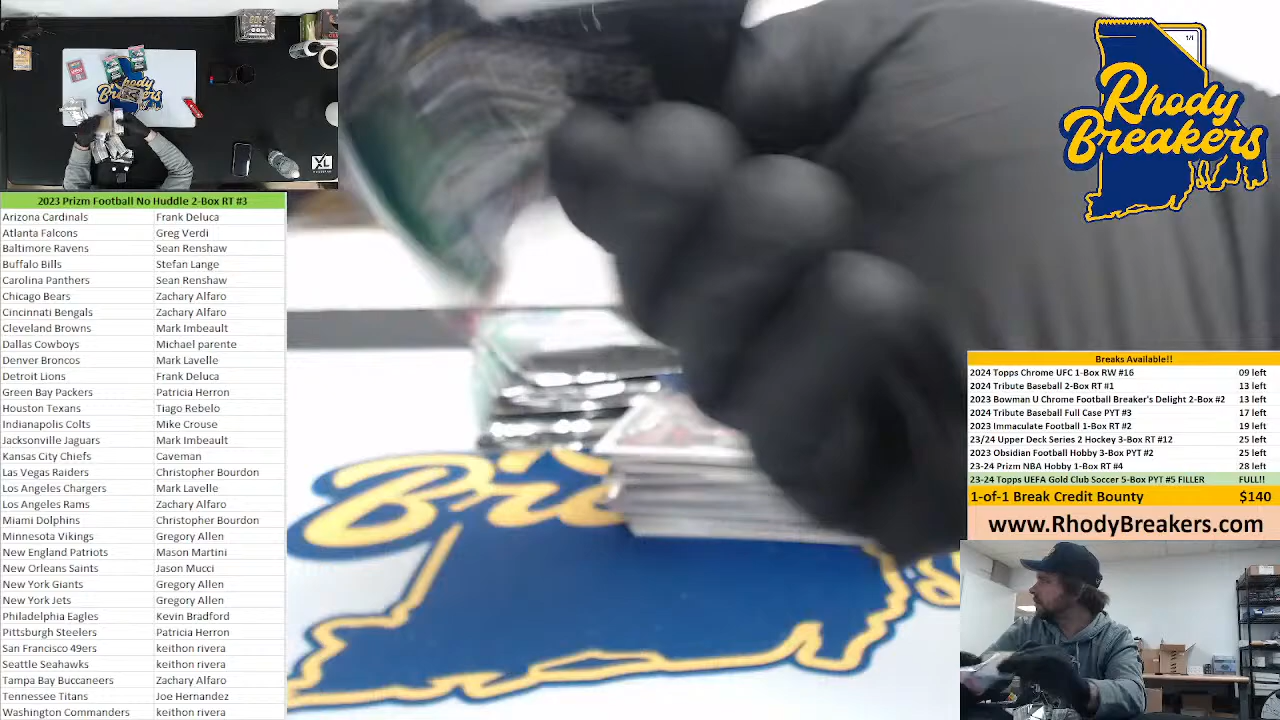 2023 Prizm Football No Huddle 2-Box RT #3
Arizona Cardinals Frank Deluca
Atlanta Falcons Greg Verdi
Baltimore Ravens Sean Renshaw
Buffalo Bills Stefan Lange
Carolina Panthers Sean Renshaw
Chicago Bears Zachary Alfaro
Cincinnati Bengals Zachary Alfaro
Cleveland Browns Mark Imbeault
Dallas Cowboys Michael parente
Denver Broncos Mark Lavelle
Detroit Lions Frank Deluca
Green Bay Packers Patricia Herron
Houston Texans Tiago Rebelo
Indianapolis Colts Mike Crouse
Jacksonville Jaguars Mark Imbeault
Kansas City Chiefs Caveman
Las Vegas Raiders Christopher Bourdon
Los Angeles Chargers Mark Lavelle
Los Angeles Rams Zachary Alfaro
Miami Dolphins Christopher Bourdon
Minnesota Vikings Gregory Allen
New England Patriots Mason Martini
New Orleans Saints Jason Mucci
New York Giants Gregory Allen
New York Jets Gregory Allen
Philadelphia Eagles Kevin Bradford
Pittsburgh Steelers Patricia Herron
San Francisco 49ers keithon rivera
Seattle Seahawks keithon rivera
Tampa Bay Buccaneers Zachary Alfaro
Tennessee Titans Joe Hernandez
Washington Commanders keithon rivera
XL
1/1
Rhody
Breakers
Breaks Available!!
2024 Topps Chrome UFC 1-Box RW #16 09 left
2024 Tribute Baseball 2-Box RT #1 13 left
2023 Bowman U Chrome Football Breaker's Delight 2-Box #2 13 left
2024 Tribute Baseball Full Case PYT #3 17 left
2023 Immaculate Football 1-Box RT #2 19 left
23/24 Upper Deck Series 2 Hockey 3-Box RT #12 25 left
2023 Obsidian Football Hobby 3-Box PYT #2 25 left
23-24 Prizm NBA Hobby 1-Box RT #4 28 left
23-24 Topps UEFA Gold Club Soccer 5-Box PYT #5 FILLER FULL!!
1-of-1 Break Credit Bounty $140
www.RhodyBreakers.com